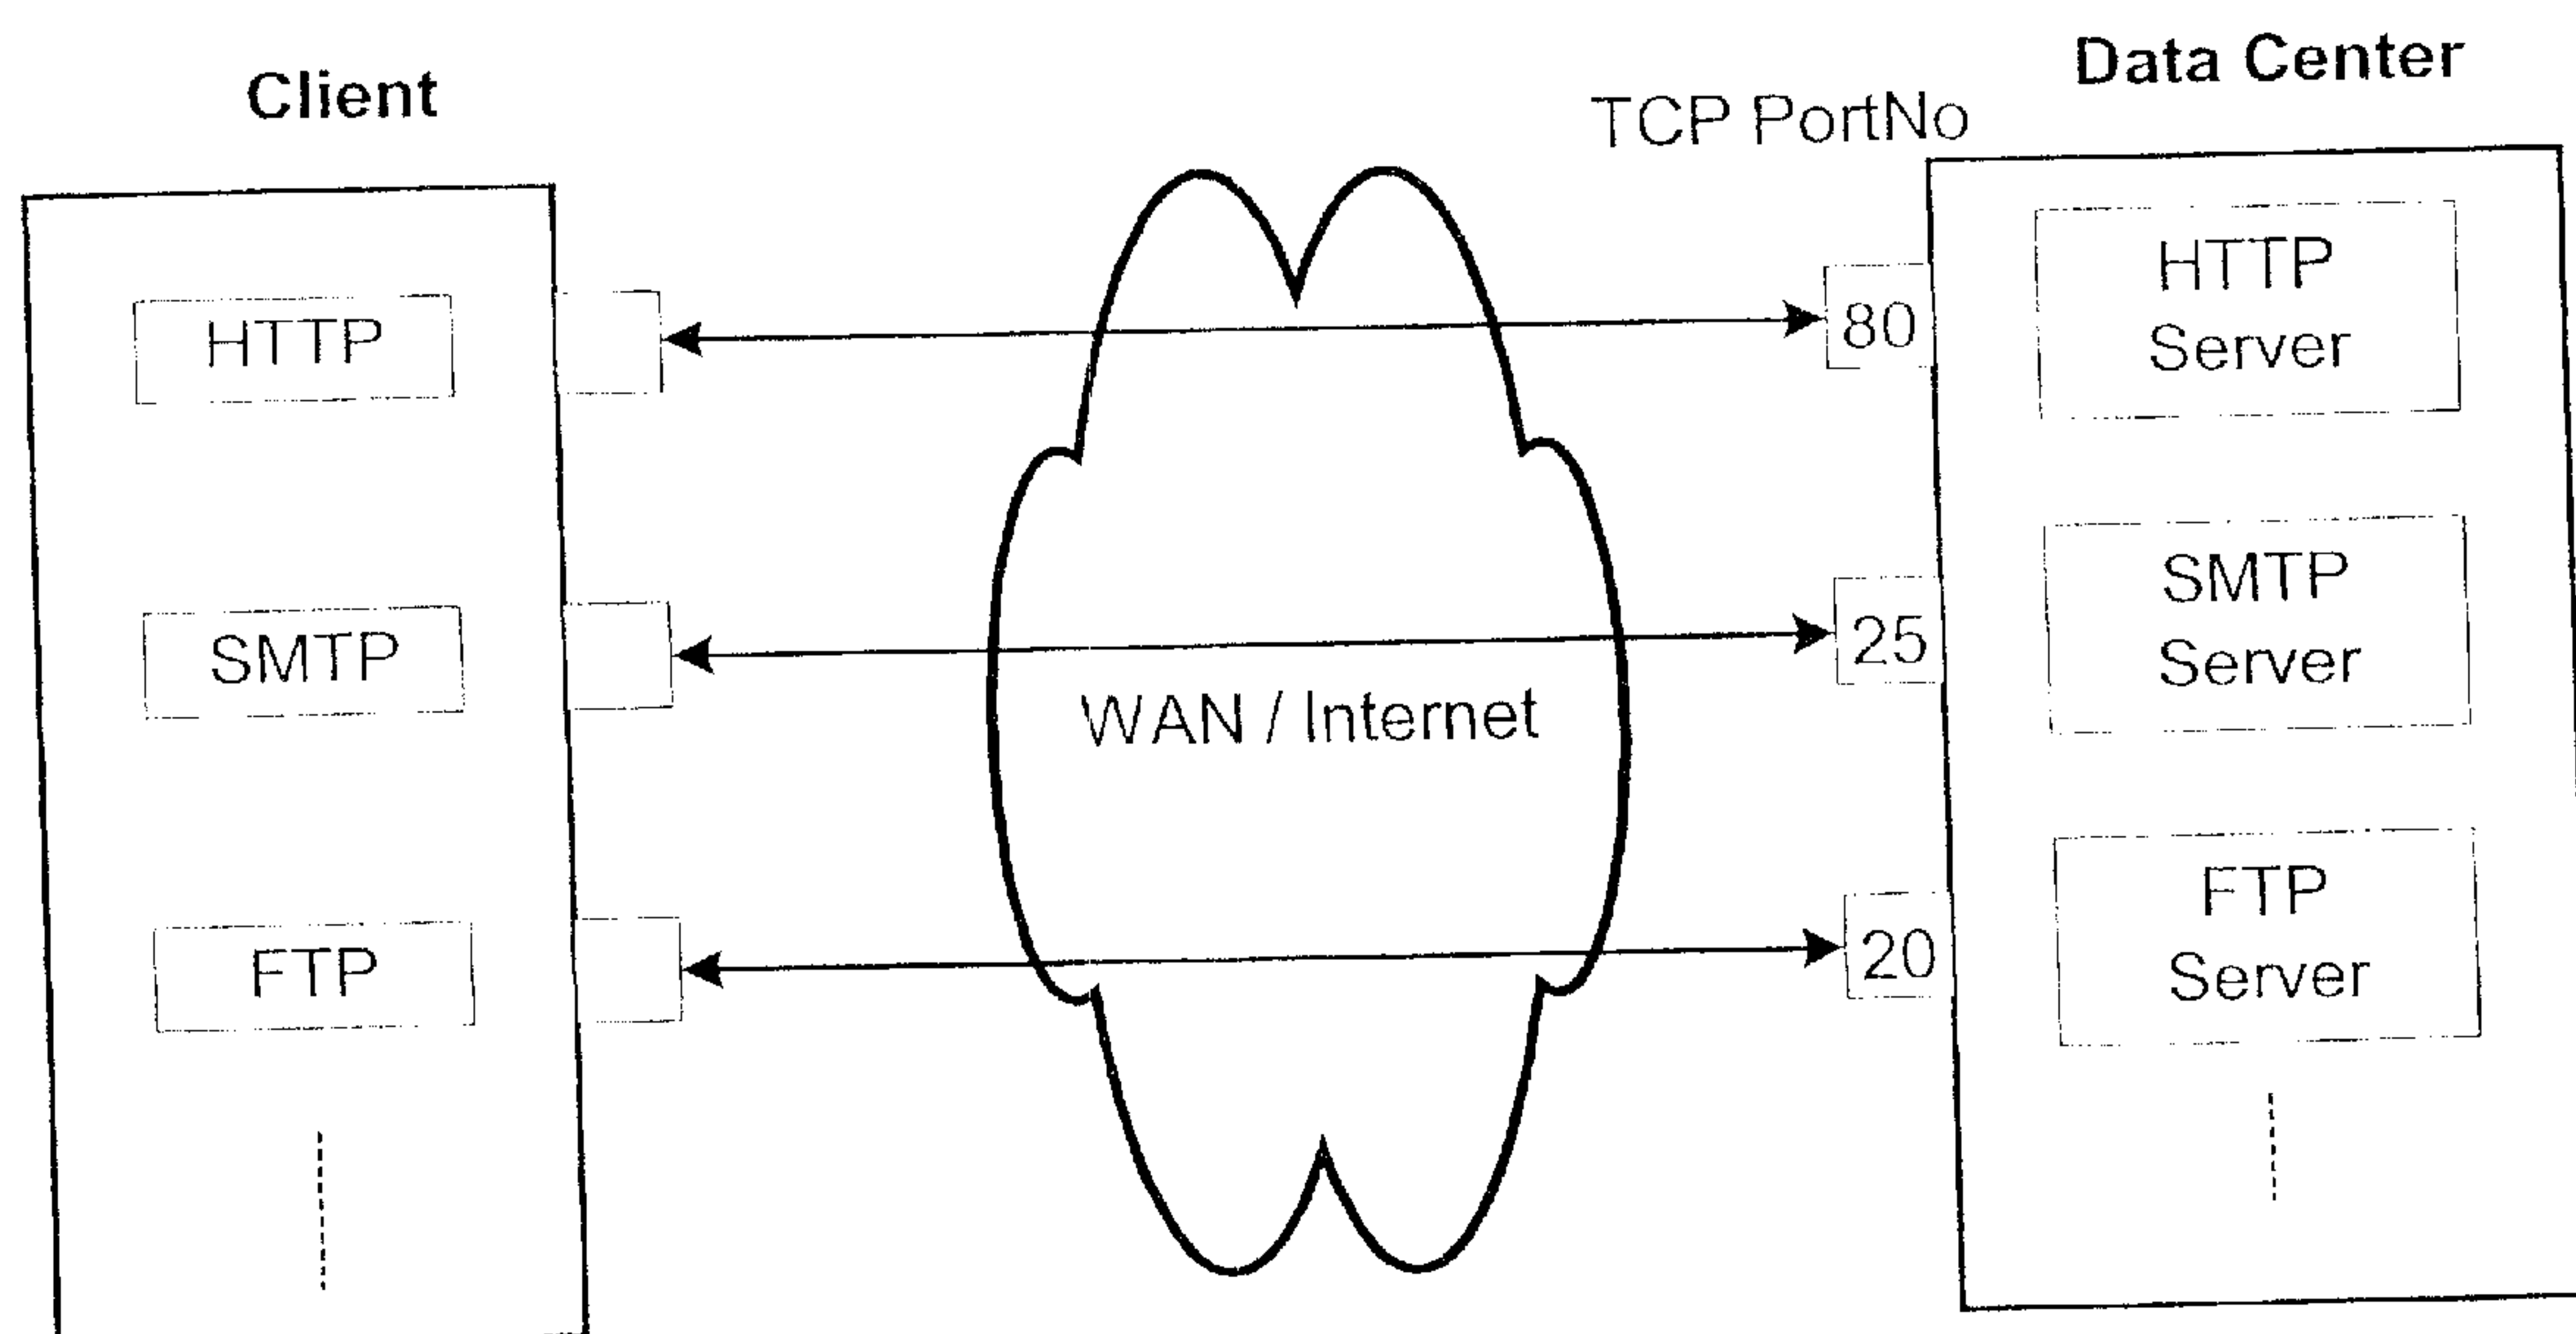 Client
Data Center
TCP PortNo
HTTP
80
HTTP
Server
SMTP
25
SMTP
Server
WAN / Internet
FTP
20
FTP
Server